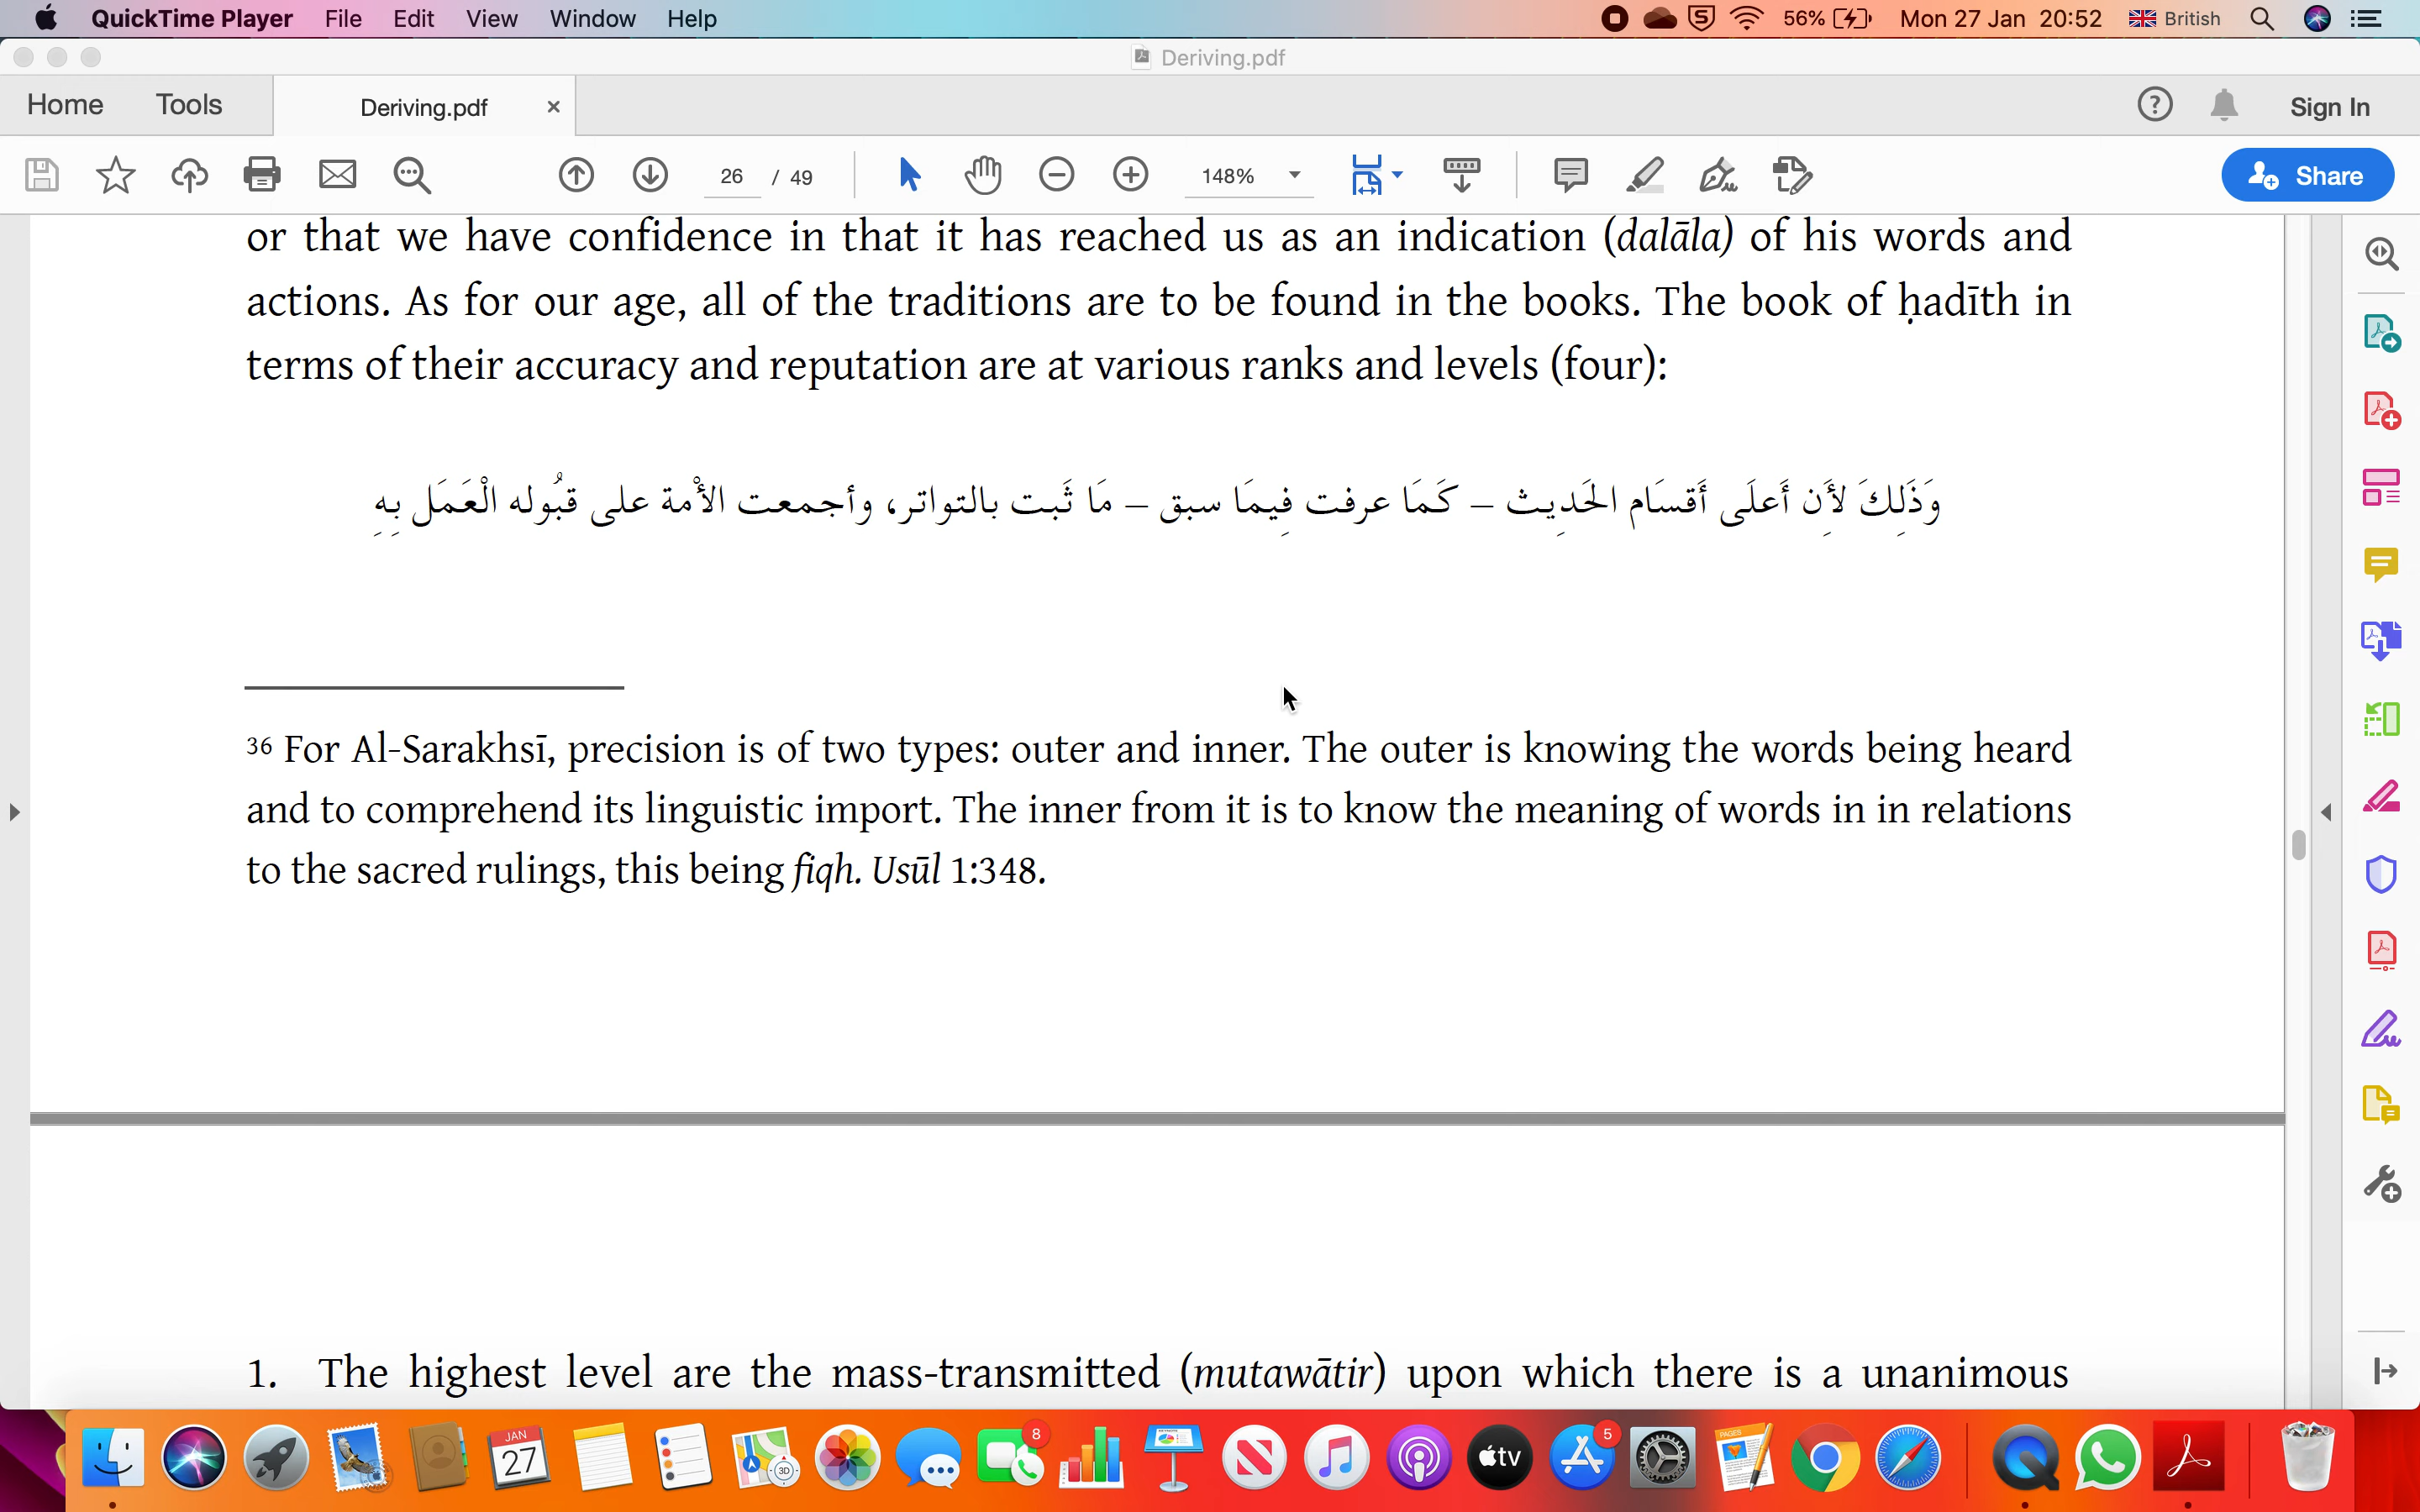 QuickTime Player File Edit View Window Help 56% Mon 27 Jan 20:52 British
Deriving.pdf
Home Tools Deriving.pdf × ? Sign In
26 / 49 148% Share
or that we have confidence in that it has reached us as an indication (dalāla) of his words and
actions. As for our age, all of the traditions are to be found in the books. The book of ḥadīth in
terms of their accuracy and reputation are at various ranks and levels (four):
وَذَلِكَ لأَن أَعلَى أَقسَام الحَدِيث – كَمَا عرفت فِيمَا سبق – مَا ثَبت بالتواتر، وأجمعت الأمْة على قبُوله الْعَمَل بِهِ
36 For Al-Sarakhsī, precision is of two types: outer and inner. The outer is knowing the words being heard
and to comprehend its linguistic import. The inner from it is to know the meaning of words in in relations
to the sacred rulings, this being fiqh. Usūl 1:348.
1. The highest level are the mass-transmitted (mutawātir) upon which there is a unanimous
JAN 27 3D 8 tv 5 PAGES